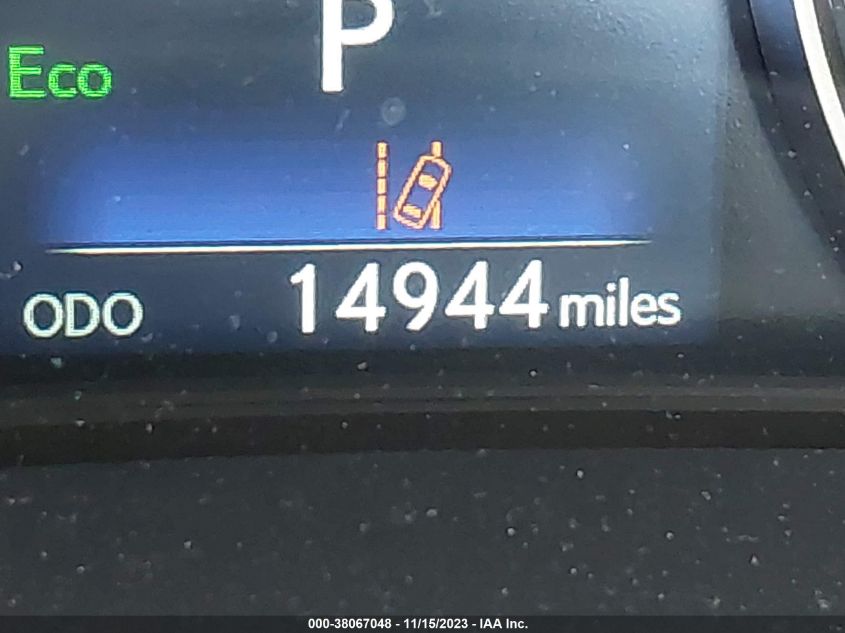 P
Eco
ODO 14944 miles
000-38067048 - 11/15/2023 - IAA Inc.